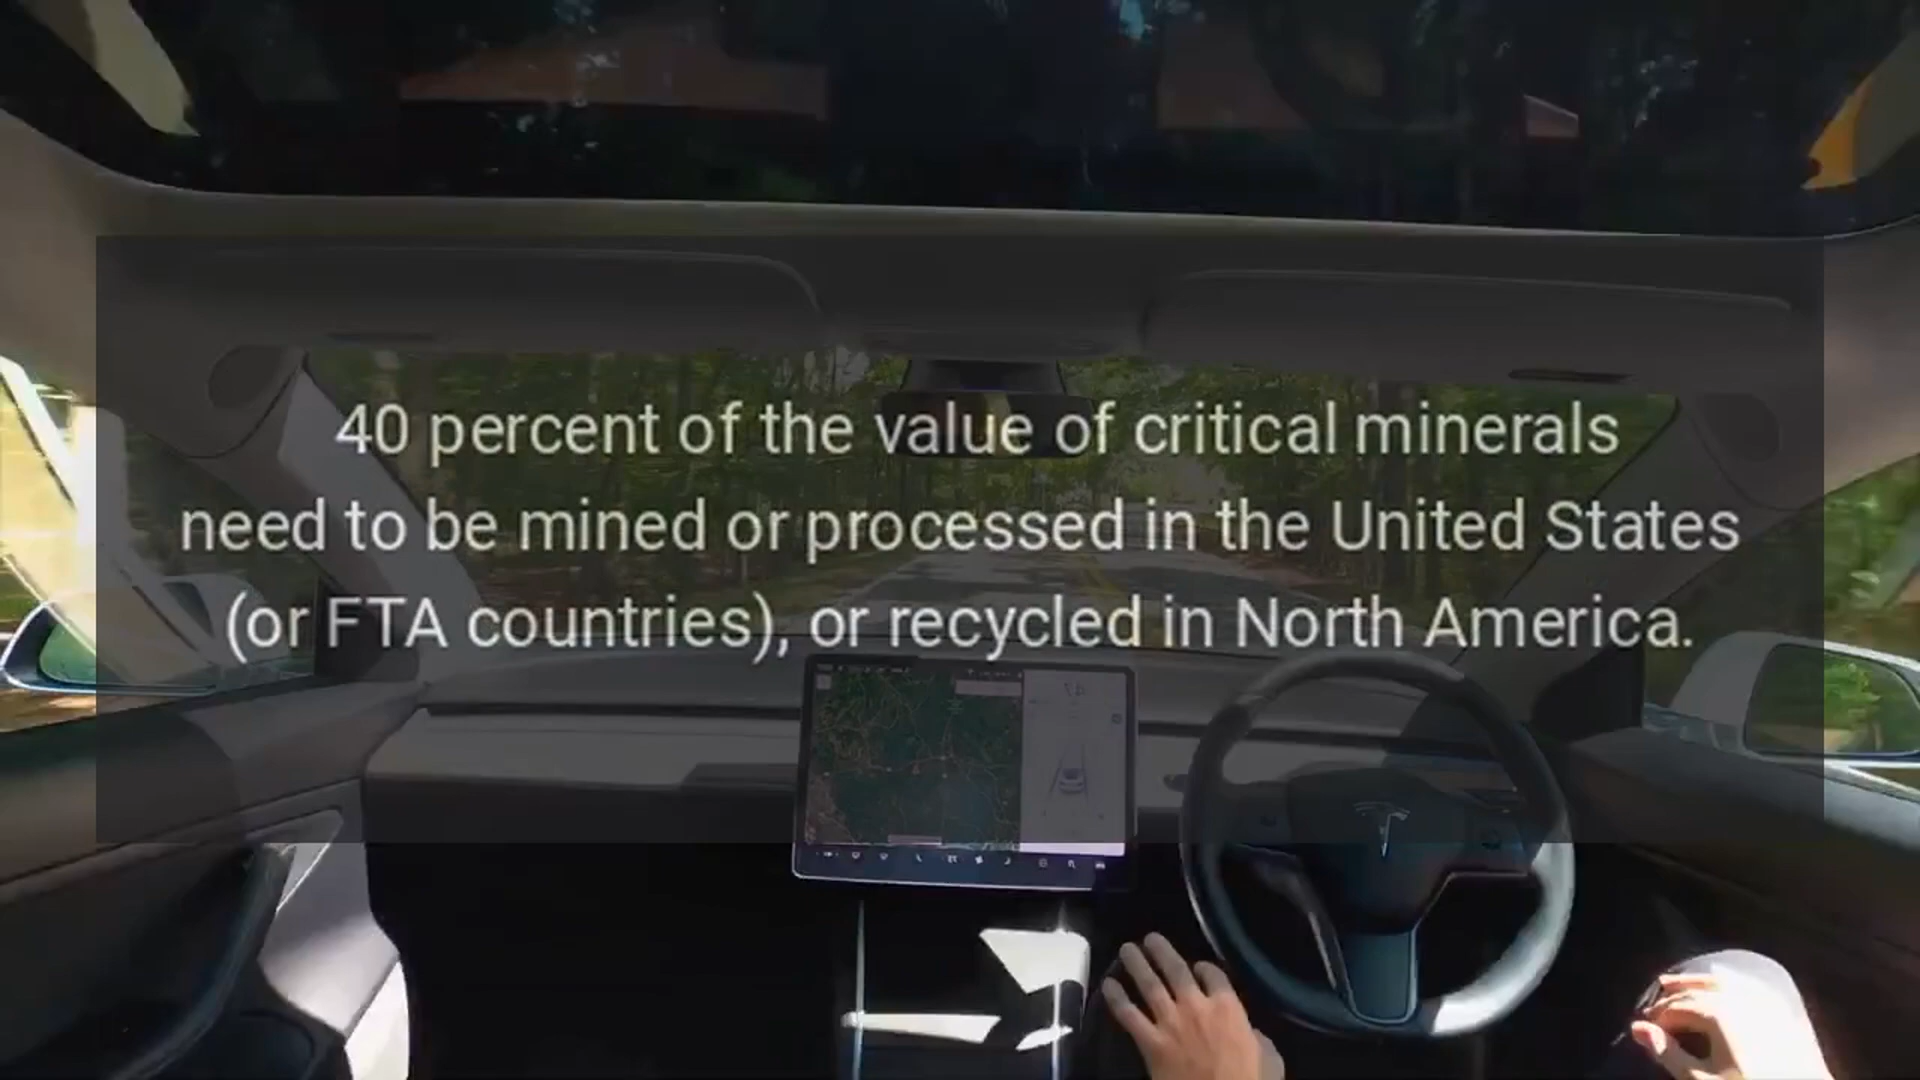 40 percent of the value of critical minerals
need to be mined or processed in the United States
(or FTA countries), or recycled in North America.